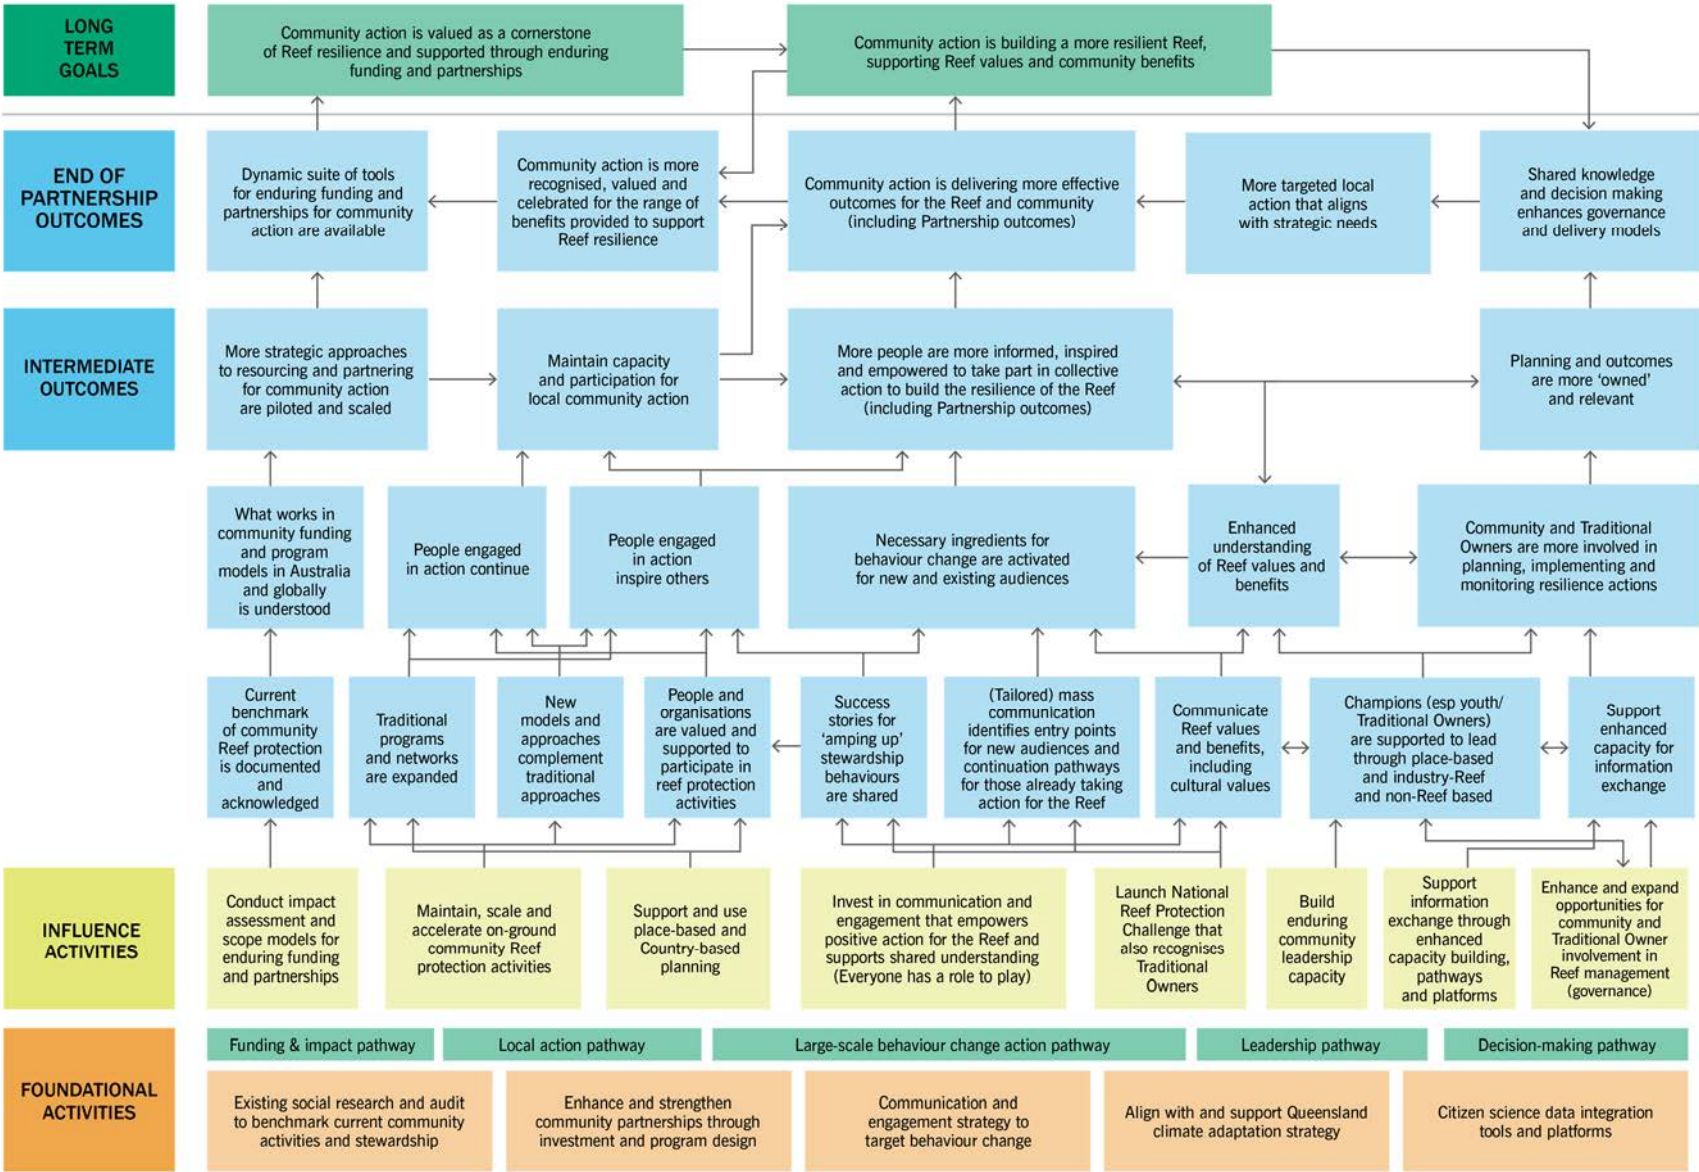 LONG
TERM
GOALS
Community action is valued as a cornerstone
of Reef resilience and supported through enduring
funding and partnerships
Community action is building a more resilient Reef,
supporting Reef values and community benefits
END OF
PARTNERSHIP
OUTCOMES
Dynamic suite of tools
for enduring funding and
partnerships for community
action are available
Community action is more
recognised, valued and
celebrated for the range of
benefits provided to support
Reef resilience
Community action is delivering more effective
outcomes for the Reef and community
(including Partnership outcomes)
More targeted local
action that aligns
with strategic needs
Shared knowledge
and decision making
enhances governance
and delivery models
INTERMEDIATE
OUTCOMES
More strategic approaches
to resourcing and partnering
for community action
are piloted and scaled
Maintain capacity
and participation for
local community action
More people are more informed, inspired
and empowered to take part in collective
action to build the resilience of the Reef
(including Partnership outcomes)
Planning and outcomes
are more ‘owned’
and relevant
What works in
community funding
and program
models in Australia
and globally
is understood
People engaged
in action continue
People engaged
in action
inspire others
Necessary ingredients for
behaviour change are activated
for new and existing audiences
Enhanced
understanding
of Reef values and
benefits
Community and Traditional
Owners are more involved in
planning, implementing and
monitoring resilience actions
Current
benchmark
of community
Reef protection
is documented
and
acknowledged
Traditional
programs
and networks
are expanded
New
models and
approaches
complement
traditional
approaches
People and
organisations
are valued and
supported to
participate in
reef protection
activities
Success
stories for
‘amping up’
stewardship
behaviours
are shared
(Tailored) mass
communication
identifies entry points
for new audiences and
continuation pathways
for those already taking
action for the Reef
Communicate
Reef values
and benefits,
including
cultural values
Champions (esp youth/
Traditional Owners)
are supported to lead
through place-based
and industry-Reef
and non-Reef based
Support
enhanced
capacity for
information
exchange
INFLUENCE
ACTIVITIES
Conduct impact
assessment and
scope models for
enduring funding
and partnerships
Maintain, scale and
accelerate on-ground
community Reef
protection activities
Support and use
place-based and
Country-based
planning
Invest in communication and
engagement that empowers
positive action for the Reef and
supports shared understanding
(Everyone has a role to play)
Launch National
Reef Protection
Challenge that
also recognises
Traditional
Owners
Build
enduring
community
leadership
capacity
Support
information
exchange through
enhanced
capacity building,
pathways
and platforms
Enhance and expand
opportunities for
community and
Traditional Owner
involvement in
Reef management
(governance)
FOUNDATIONAL
ACTIVITIES
Funding & impact pathway
Local action pathway
Large-scale behaviour change action pathway
Leadership pathway
Decision-making pathway
Existing social research and audit
to benchmark current community
activities and stewardship
Enhance and strengthen
community partnerships through
investment and program design
Communication and
engagement strategy to
target behaviour change
Align with and support Queensland
climate adaptation strategy
Citizen science data integration
tools and platforms